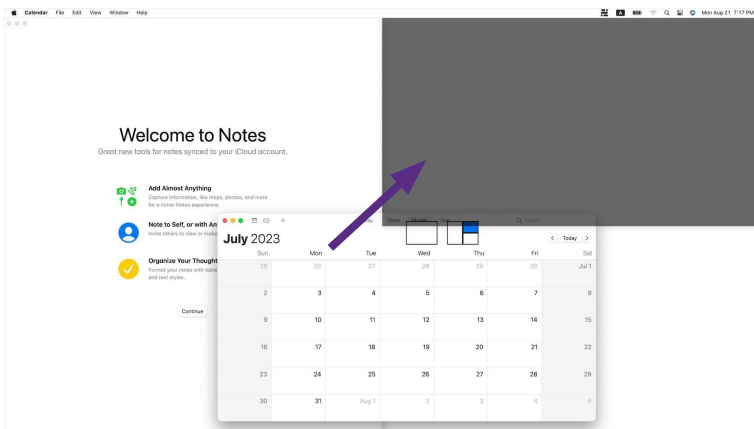 Calendar File Edit View Window Help
A
Mon Aug 21 7:17 PM
Welcome to Notes
Great new tools for notes synced to your iCloud account.
Add Almost Anything
Capture information, like maps, photos, and more
for a richer Notes experience.
Note to Self, or with An
Invite others to view or make
Organize Your Thought
Format your notes with table
and text styles.
Continue
Week Month Year
Search
July 2023
< Today >
Sun Mon Tue Wed Thu Fri Sat
25 26 27 28 29 30 Jul 1
2 3 4 5 6 7 8
9 10 11 12 13 14 15
16 17 18 19 20 21 22
23 24 25 26 27 28 29
30 31 Aug 1 2 3 4 5